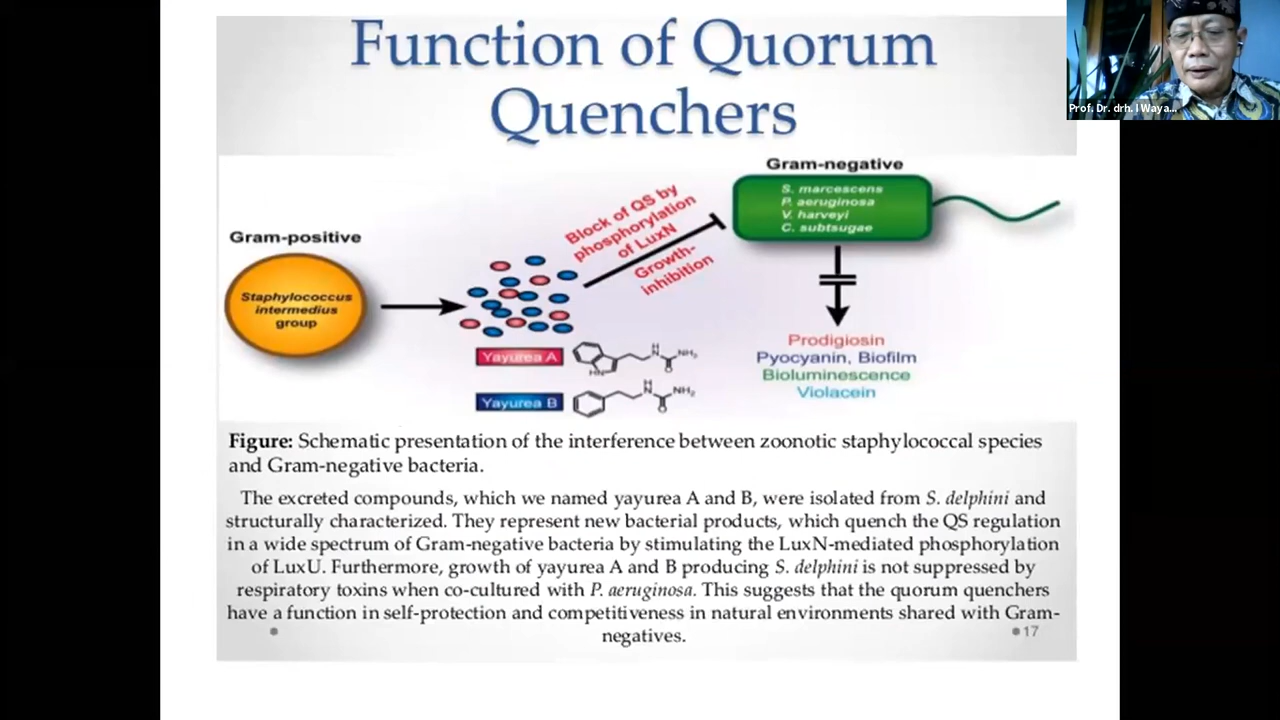 Function of Quorum
Quenchers
Prof. Dr. drh. I Waya...
Gram-positive
Staphylococcus
intermedius
group
Block of QS by
phosphorylation
of LuxN
Growth-
inhibition
Gram-negative
S. marcescens
P. aeruginosa
V. harveyi
C. subtsugae
Yayurea A
HN
H
N
NH₂
O
Yayurea B
H
N
NH₂
O
Prodigiosin
Pyocyanin, Biofilm
Bioluminescence
Violacein
Figure: Schematic presentation of the interference between zoonotic staphylococcal species
and Gram-negative bacteria.
The excreted compounds, which we named yayurea A and B, were isolated from S. delphini and
structurally characterized. They represent new bacterial products, which quench the QS regulation
in a wide spectrum of Gram-negative bacteria by stimulating the LuxN-mediated phosphorylation
of LuxU. Furthermore, growth of yayurea A and B producing S. delphini is not suppressed by
respiratory toxins when co-cultured with P. aeruginosa. This suggests that the quorum quenchers
have a function in self-protection and competitiveness in natural environments shared with Gram-
negatives.
17